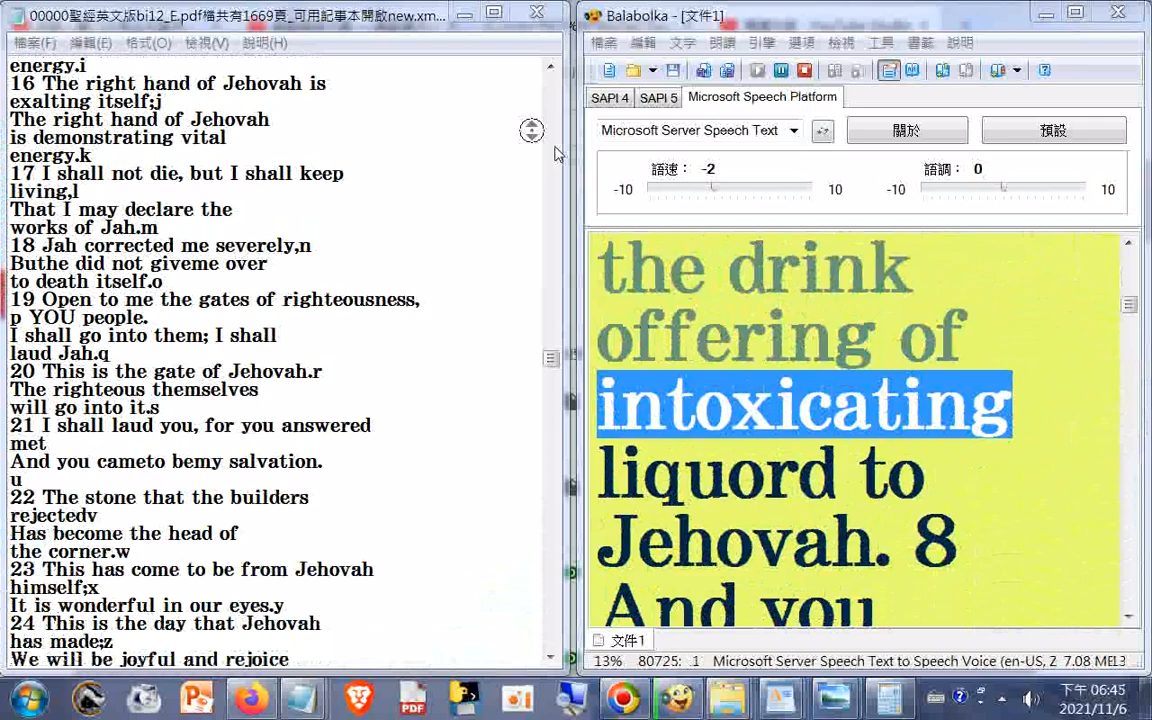 00000聖經英文版bi12_E.pdf檔共有1669頁_可用記事本開啟new.xm...
檔案(F) 編輯(E) 格式(O) 檢視(V) 說明(H)
energy.i
16 The right hand of Jehovah is
exalting itself;j
The right hand of Jehovah
is demonstrating vital
energy.k
17 I shall not die, but I shall keep
living,l
That I may declare the
works of Jah.m
18 Jah corrected me severely,n
Buthe did not giveme over
to death itself.o
19 Open to me the gates of righteousness,
p YOU people.
I shall go into them; I shall
laud Jah.q
20 This is the gate of Jehovah.r
The righteous themselves
will go into it.s
21 I shall laud you, for you answered
met
And you cameto bemy salvation.
u
22 The stone that the builders
rejectedv
Has become the head of
the corner.w
23 This has come to be from Jehovah
himself;x
It is wonderful in our eyes.y
24 This is the day that Jehovah
has made;z
We will be joyful and rejoice
Balabolka - [文件1]
檔案 編輯 文字 朗讀 引擎 選項 檢視 工具 書籤 說明
SAPI 4 SAPI 5 Microsoft Speech Platform
Microsoft Server Speech Text 關於 預設
語速： -2 語調： 0
-10 10 -10 10
the drink
offering of
intoxicating
liquord to
Jehovah. 8
And you
文件1
13% 80725: .1 Microsoft Server Speech Text to Speech Voice (en-US, Z 7.08 ME
PDF
下午 06:45
2021/11/6